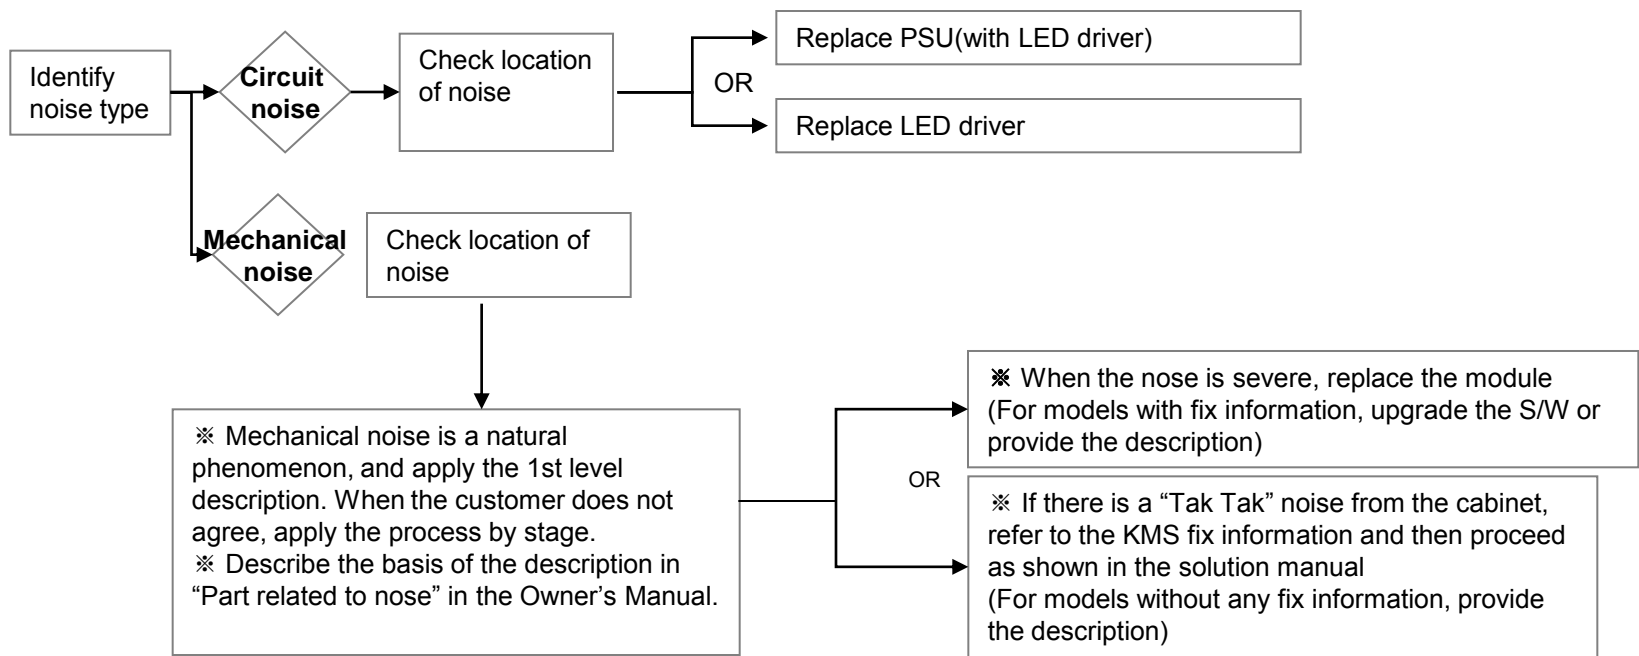 Identify
noise type
Circuit
noise
Check location
of noise
Replace PSU(with LED driver)
OR
Replace LED driver
Mechanical
noise
Check location of
noise
※ Mechanical noise is a natural
phenomenon, and apply the 1st level
description. When the customer does not
agree, apply the process by stage.
※ Describe the basis of the description in
“Part related to nose” in the Owner’s Manual.
※ When the nose is severe, replace the module
(For models with fix information, upgrade the S/W or
provide the description)
OR
※ If there is a “Tak Tak” noise from the cabinet,
refer to the KMS fix information and then proceed
as shown in the solution manual
(For models without any fix information, provide
the description)